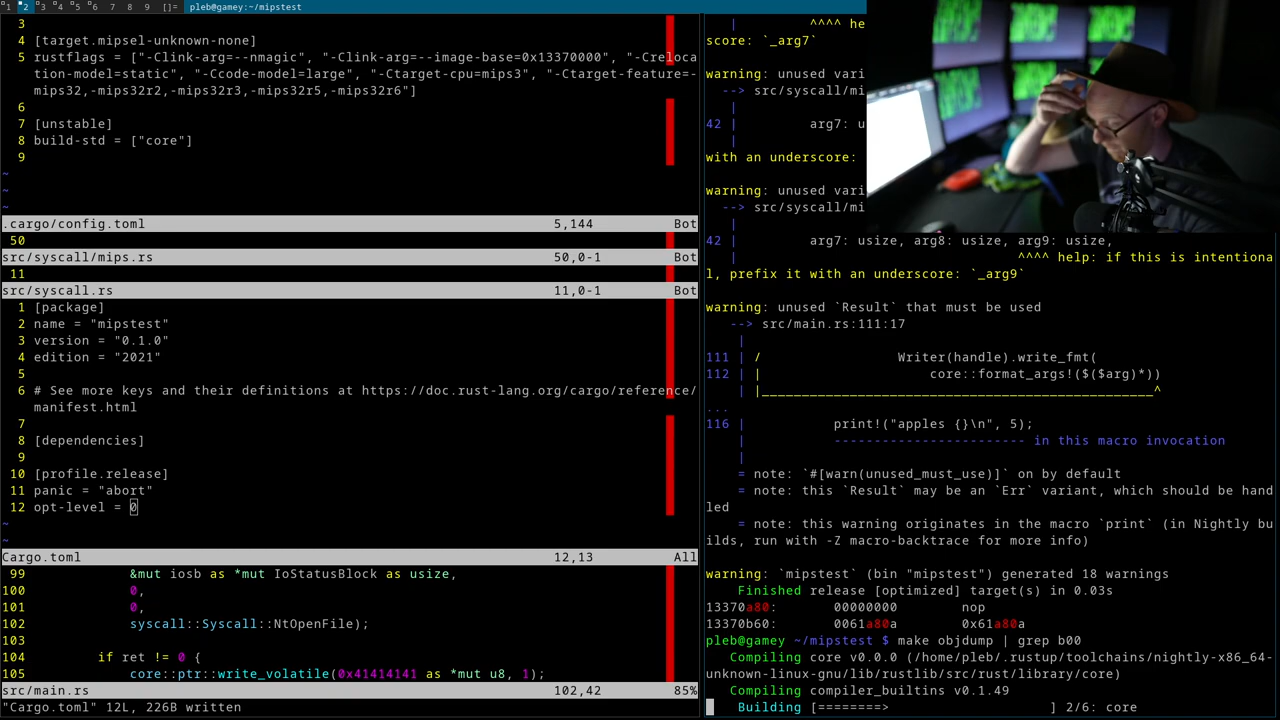 1 2 3 4 5 6 7 8 9 []= pleb@gamey:~/mipstest
3
4 [target.mipsel-unknown-none]
5 rustflags = ["-Clink-arg=--nmagic", "-Clink-arg=--image-base=0x13370000", "-Creloca
tion-model=static", "-Ccode-model=large", "-Ctarget-cpu=mips3", "-Ctarget-feature=-
mips32,-mips32r2,-mips32r3,-mips32r5,-mips32r6"]
6
7 [unstable]
8 build-std = ["core"]
9
~
~
~
.cargo/config.toml 5,144 Bot
50
src/syscall/mips.rs 50,0-1 Bot
11
src/syscall.rs 11,0-1 Bot
1 [package]
2 name = "mipstest"
3 version = "0.1.0"
4 edition = "2021"
5
6 # See more keys and their definitions at https://doc.rust-lang.org/cargo/reference/
manifest.html
7
8 [dependencies]
9
10 [profile.release]
11 panic = "abort"
12 opt-level = 0
~
~
Cargo.toml 12,13 All
99 &mut iosb as *mut IoStatusBlock as usize,
100 0,
101 0,
102 syscall::Syscall::NtOpenFile);
103
104 if ret != 0 {
105 core::ptr::write_volatile(0x41414141 as *mut u8, 1);
src/main.rs 102,42 85%
"Cargo.toml" 12L, 226B written
| ^^^^ he
score: `_arg7`
warning: unused vari
--> src/syscall/mi
|
42 | arg7: u
|
with an underscore:
warning: unused vari
--> src/syscall/mi
|
42 | arg7: usize, arg8: usize, arg9: usize,
| ^^^^ help: if this is intentiona
l, prefix it with an underscore: `_arg9`
warning: unused `Result` that must be used
--> src/main.rs:111:17
|
111 | / Writer(handle).write_fmt(
112 | | core::format_args!($($arg)*))
| |_____________________________________________________^
...
116 | print!("apples {}\n", 5);
| ------------------------ in this macro invocation
|
= note: `#[warn(unused_must_use)]` on by default
= note: this `Result` may be an `Err` variant, which should be hand
led
= note: this warning originates in the macro `print` (in Nightly bu
ilds, run with -Z macro-backtrace for more info)
warning: `mipstest` (bin "mipstest") generated 18 warnings
Finished release [optimized] target(s) in 0.03s
13370a80: 00000000 nop
13370b60: 0061a80a 0x61a80a
pleb@gamey ~/mipstest $ make objdump | grep b00
Compiling core v0.0.0 (/home/pleb/.rustup/toolchains/nightly-x86_64-
unknown-linux-gnu/lib/rustlib/src/rust/library/core)
Compiling compiler_builtins v0.1.49
Building [========> ] 2/6: core